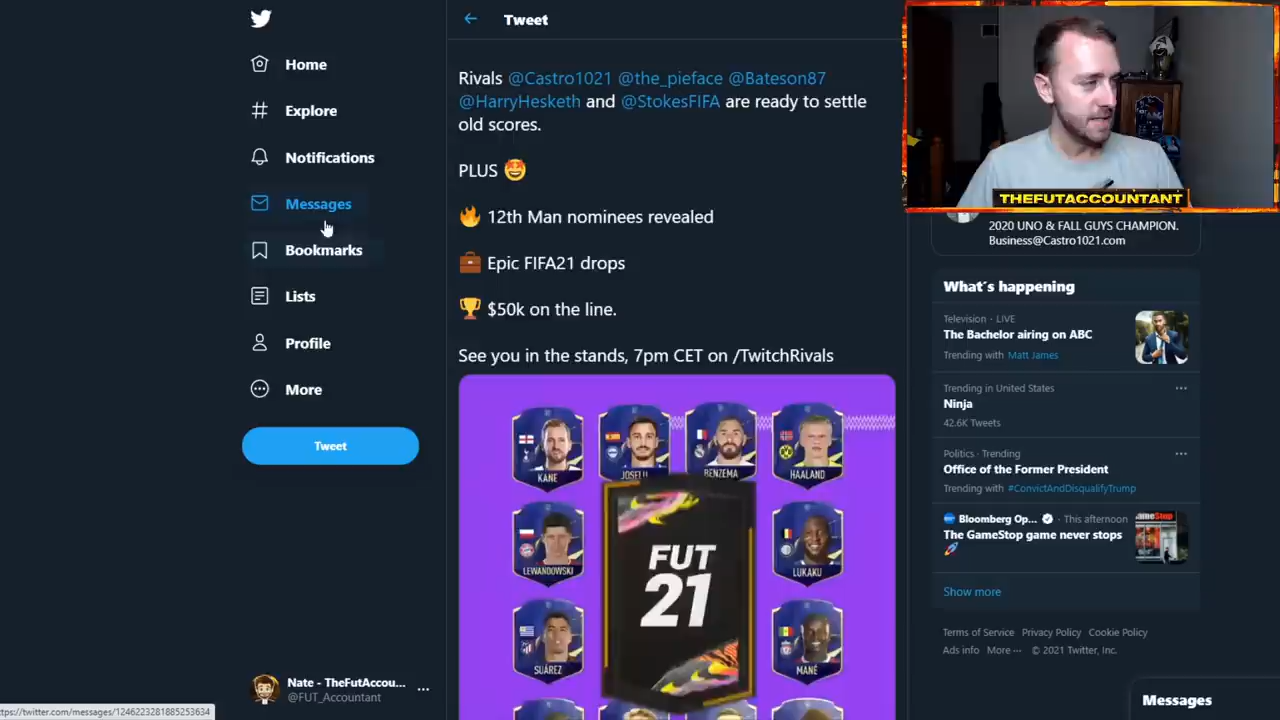 Tweet
Home
Explore
Notifications
Messages
Bookmarks
Lists
Profile
More
Tweet
Nate - TheFutAccou...
@FUT_Accountant
ttps://twitter.com/messages/1246223281885253634
Rivals @Castro1021 @the_pieface @Bateson87
@HarryHesketh and @StokesFIFA are ready to settle
old scores.
PLUS 🤩
🔥 12th Man nominees revealed
💼 Epic FIFA21 drops
🏆 $50k on the line.
See you in the stands, 7pm CET on /TwitchRivals
KANE
JOSELU
BENZEMA
HAALAND
LEWANDOWSKI
LUKAKU
SUÁREZ
MANÉ
FUT
21
THEFUTACCOUNTANT
2020 UNO & FALL GUYS CHAMPION.
Business@Castro1021.com
What's happening
Television · LIVE
The Bachelor airing on ABC
Trending with Matt James
Trending in United States
Ninja
42.6K Tweets
Politics · Trending
Office of the Former President
Trending with #ConvictAndDisqualifyTrump
Bloomberg Op... · This afternoon
The GameStop game never stops
🚀
Show more
Terms of Service Privacy Policy Cookie Policy
Ads info More ··· © 2021 Twitter, Inc.
Messages